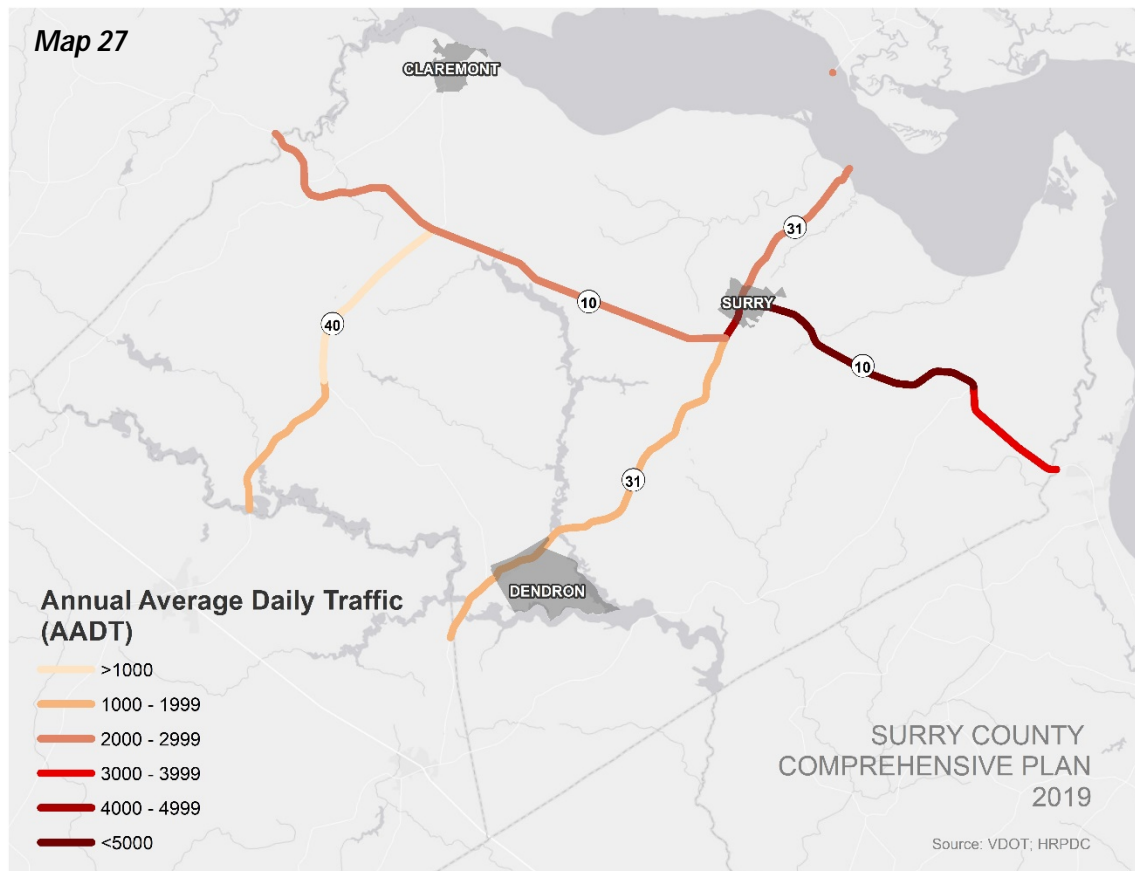 Map 27
CLAREMONT
31
SURRY
10
40
10
31
DENDRON
Annual Average Daily Traffic
(AADT)
>1000
1000 - 1999
2000 - 2999
3000 - 3999
4000 - 4999
<5000
SURRY COUNTY
COMPREHENSIVE PLAN
2019
Source: VDOT; HRPDC